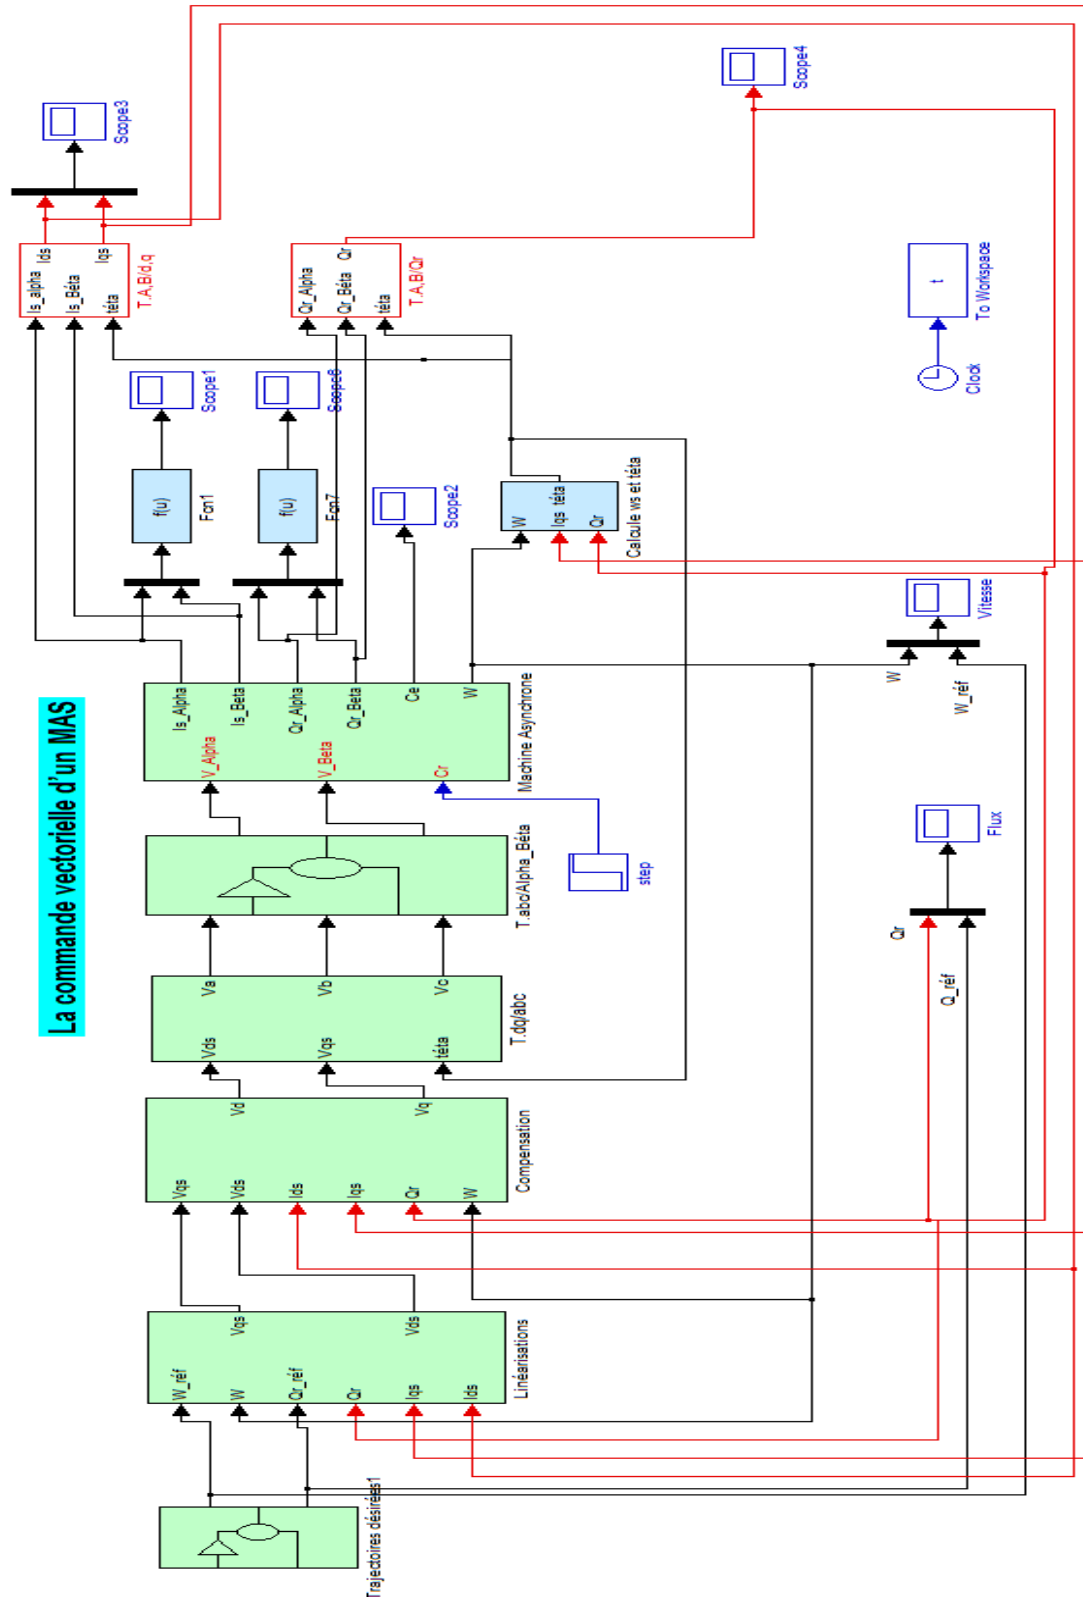 La commande vectorielle d'un MAS
Trajectoires désirées1
W_réf
W
Qr_réf
Qr
Iqs
Ids
Vqs
Vds
Linéarisations
Vqs
Vds
Ids
Iqs
Qr
W
Vd
Vq
Compensation
Vds
Vqs
téta
Va
Vb
Vc
T.dq/abc
T.abc/Alpha_Béta
step
V_Alpha
V_Beta
Cr
Is_Alpha
Is_Beta
Qr_Alpha
Qr_Beta
Ce
W
Machine Asynchrone
f(u)
Fcn1
Scope1
f(u)
Fcn7
Scope6
Scope2
W
Iqs
Qr
téta
Calcule ws et téta
Is_alpha
Is_Béta
téta
Ids
Iqs
T.A,B/d,q
Scope3
Qr_Alpha
Qr_Béta
téta
Qr
T.A,B/Qr
Scope4
Qr
Q_réf
Flux
W
W_réf
Vitesse
Clock
t
To Workspace